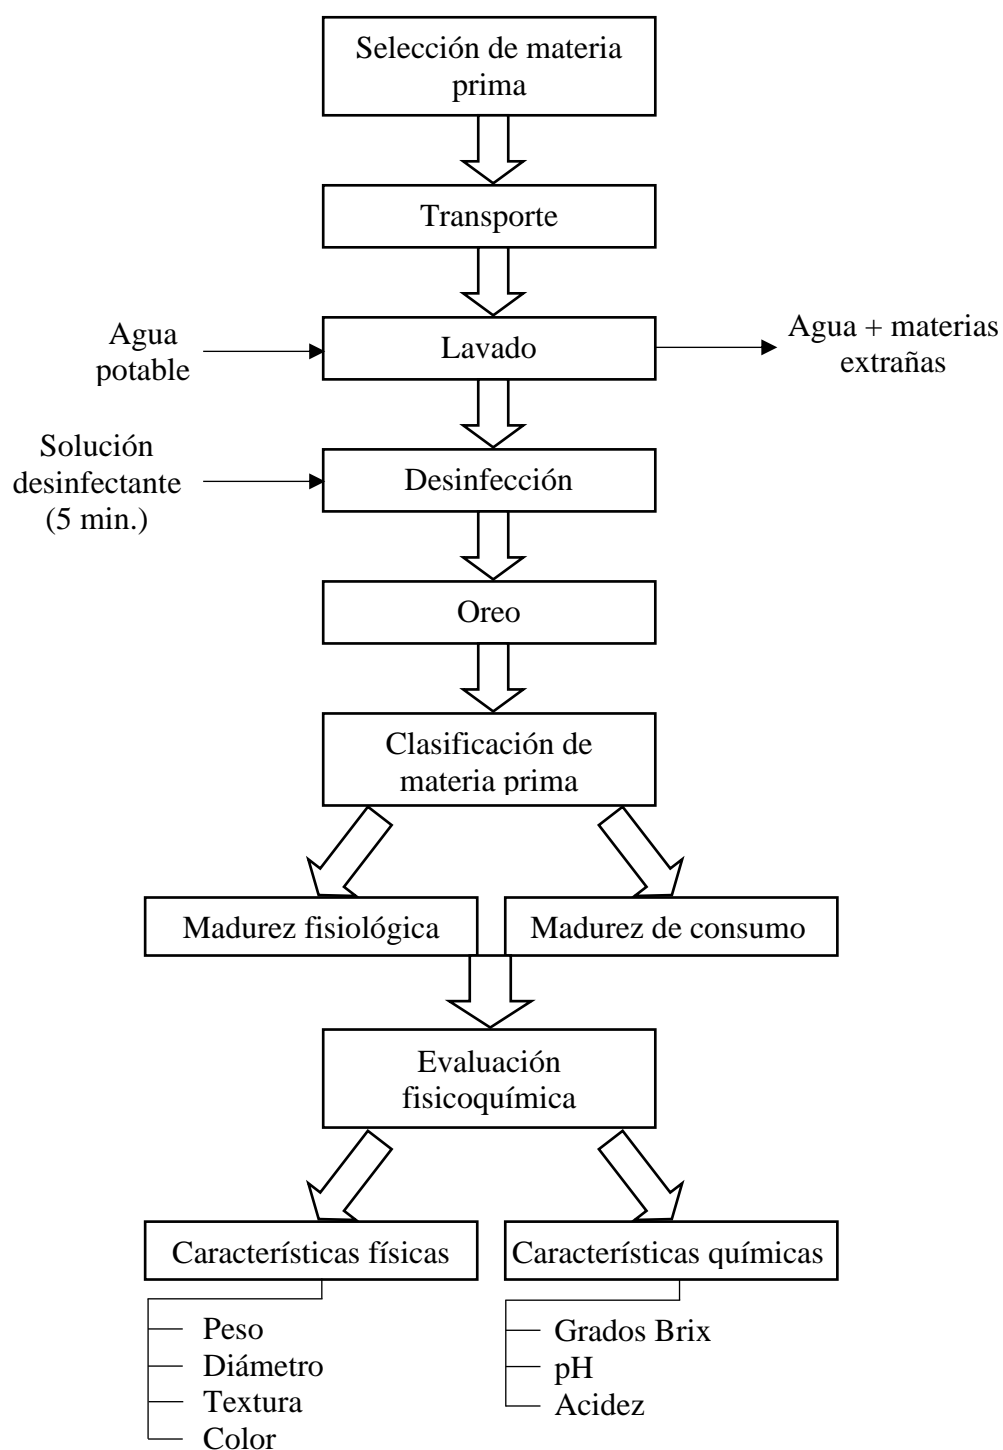 Selección de materia
prima
Transporte
Agua
potable
Lavado
Agua + materias
extrañas
Solución
desinfectante
(5 min.)
Desinfección
Oreo
Clasificación de
materia prima
Madurez fisiológica
Madurez de consumo
Evaluación
fisicoquímica
Características físicas
Peso
Diámetro
Textura
Color
Características químicas
Grados Brix
pH
Acidez